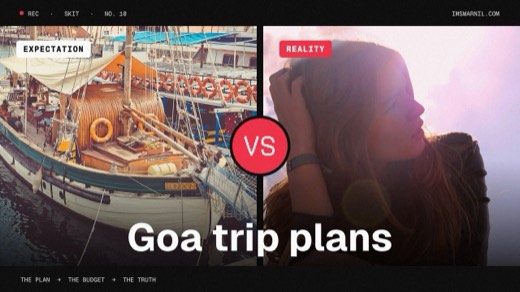 REC · SKIT · NO. 10
IMSWARNIL.COM
EXPECTATION
REALITY
VS
Goa trip plans
THE PLAN → THE BUDGET → THE TRUTH